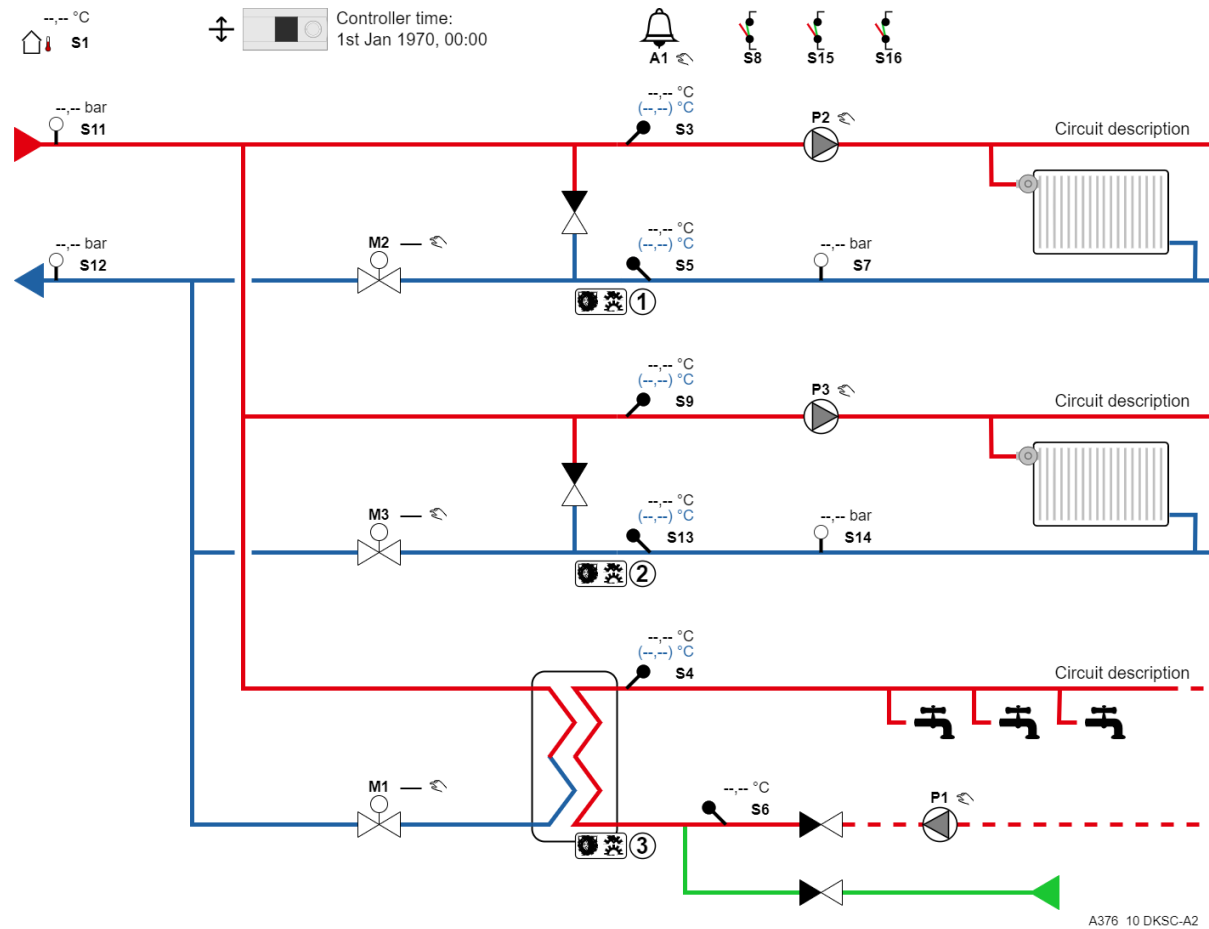 --,-- °C
S1
Controller time:
1st Jan 1970, 00:00
A1
S8
S15
S16
--,-- bar
S11
--,-- °C
(--,--) °C
S3
P2
Circuit description
--,-- bar
S12
M2 —
--,-- °C
(--,--) °C
S5
--,-- bar
S7
1
--,-- °C
(--,--) °C
S9
P3
Circuit description
M3 —
--,-- °C
(--,--) °C
S13
--,-- bar
S14
2
--,-- °C
(--,--) °C
S4
Circuit description
M1 —
--,-- °C
S6
P1
3
A376 10 DKSC-A2